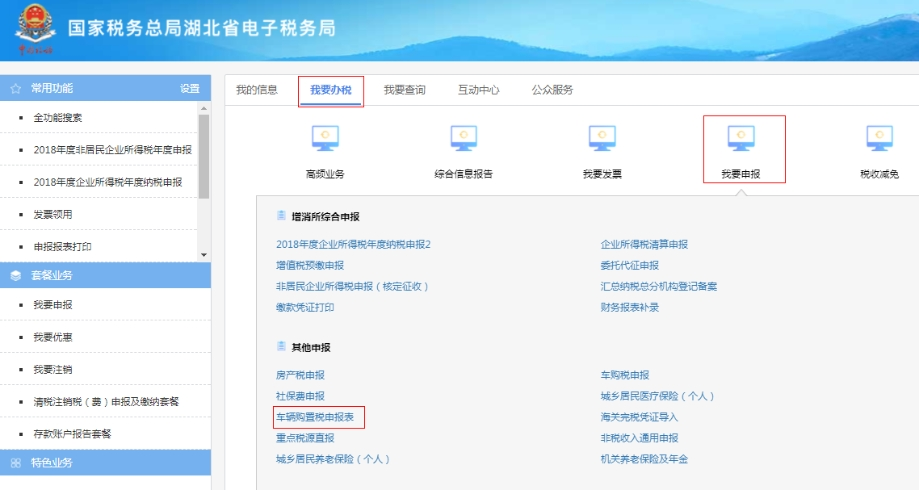 国家税务总局湖北省电子税务局
常用功能 设置
全功能搜索
2018年度非居民企业所得税年度申报
2018年度企业所得税年度纳税申报
发票领用
申报报表打印
套餐业务
我要申报
我要优惠
我要注销
清税注销税（费）申报及缴纳套餐
存款账户报告套餐
特色业务
我的信息 我要办税 我要查询 互动中心 公众服务
高频业务 综合信息报告 我要发票 我要申报 税收减免
增消所综合申报
2018年度企业所得税年度纳税申报2 企业所得税清算申报
增值税预缴申报 委托代征申报
非居民企业所得税申报（核定征收） 汇总纳税总分机构登记备案
缴款凭证打印 财务报表补录
其他申报
房产税申报 车购税申报
社保费申报 城乡居民医疗保险（个人）
车辆购置税申报表 海关完税凭证导入
重点税源直报 非税收入通用申报
城乡居民养老保险（个人） 机关养老保险及年金